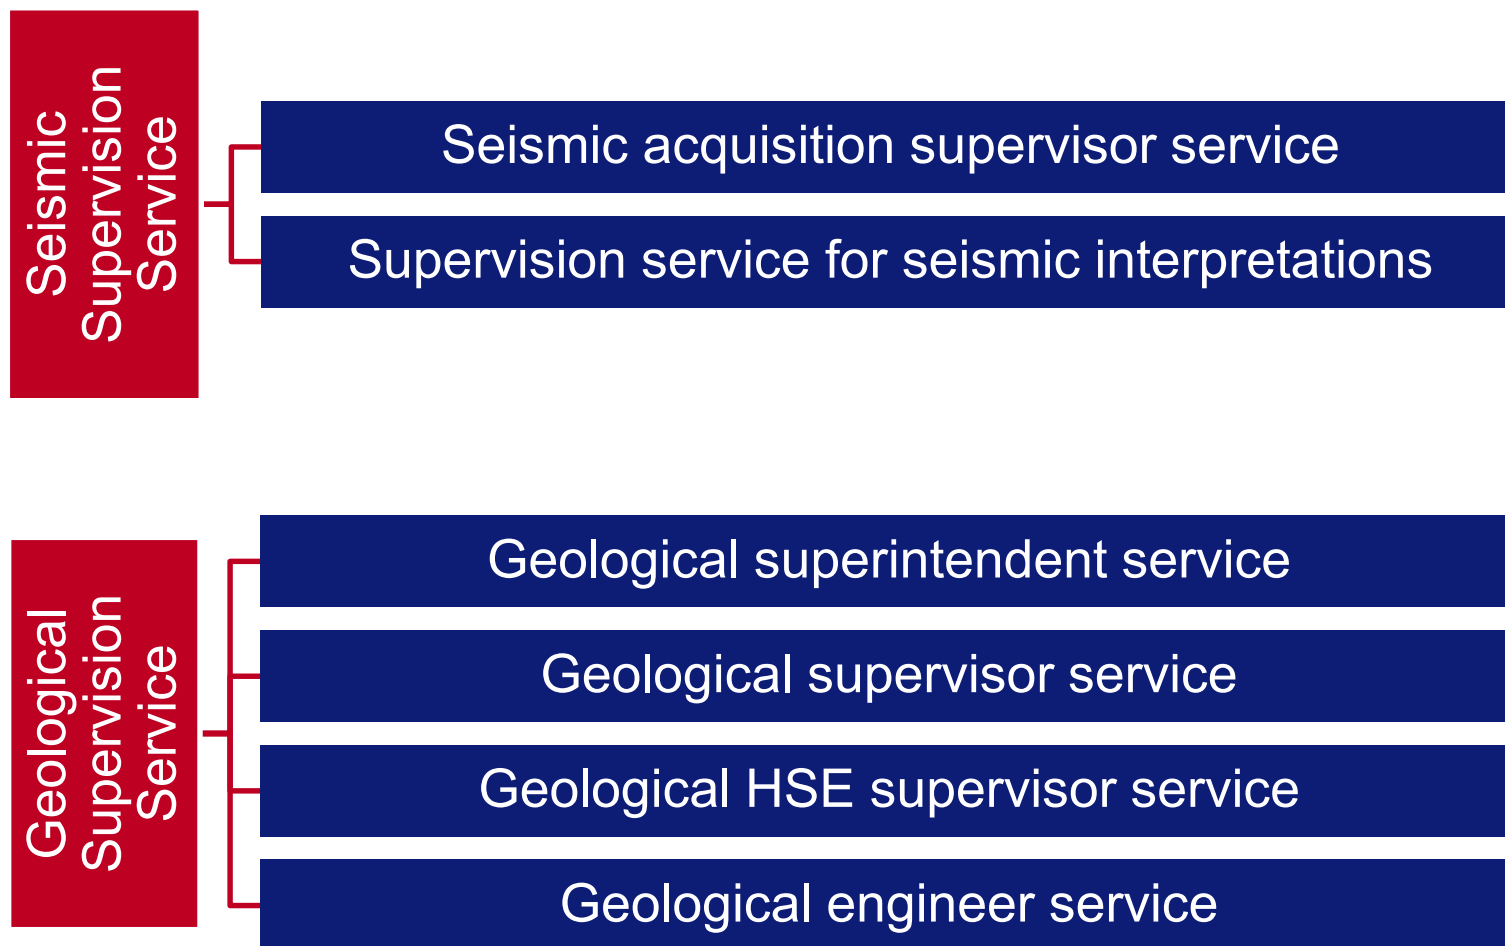 Seismic
Supervision
Service
Seismic acquisition supervisor service
Supervision service for seismic interpretations
Geological
Supervision
Service
Geological superintendent service
Geological supervisor service
Geological HSE supervisor service
Geological engineer service